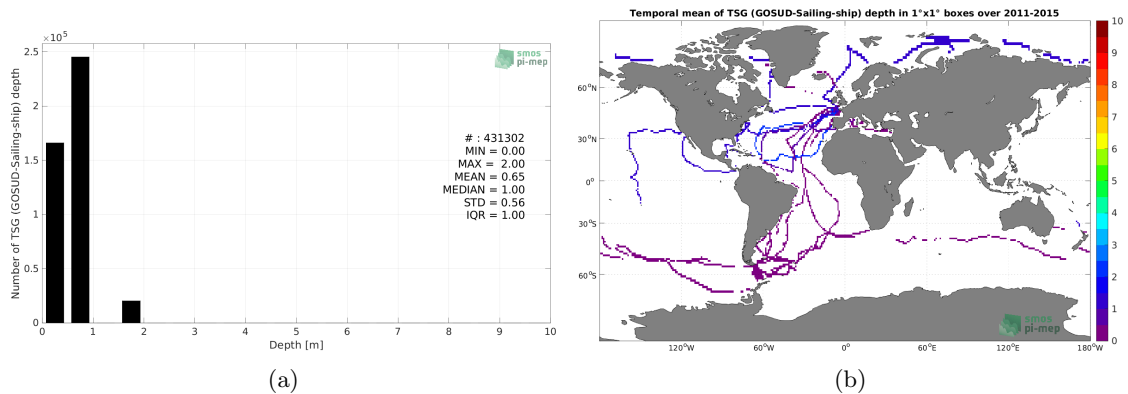 Number of TSG (GOSUD-Sailing-ship) depth
×10⁵
2.5
2
1.5
1
0.5
0
0 1 2 3 4 5 6 7 8 9 10
Depth [m]
smos
pi-mep
# : 431302
MIN = 0.00
MAX = 2.00
MEAN = 0.65
MEDIAN = 1.00
STD = 0.56
IQR = 1.00
(a)
Temporal mean of TSG (GOSUD-Sailing-ship) depth in 1°x1° boxes over 2011-2015
60°N
30°N
0°
30°S
60°S
120°W 60°W 0° 60°E 120°E 180°W
smos
pi-mep
10
9
8
7
6
5
4
3
2
1
0
(b)